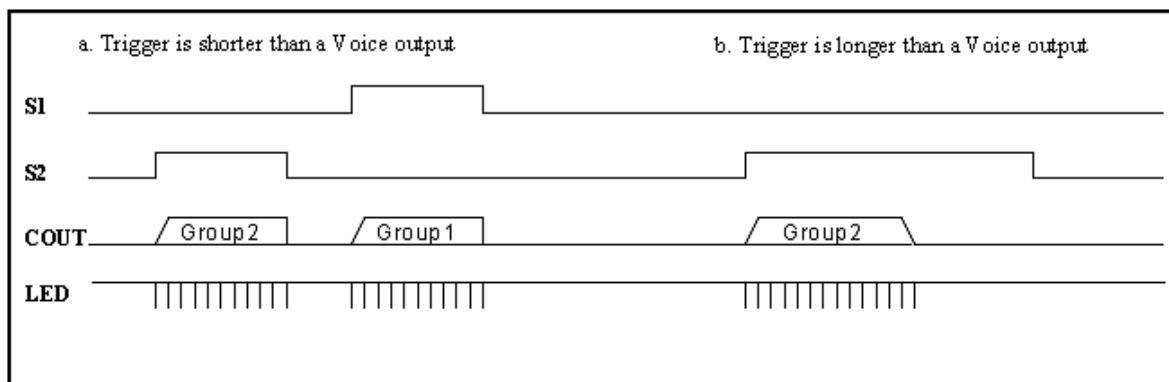 a. Trigger is shorter than a Voice output
b. Trigger is longer than a Voice output
S1
S2
COUT
Group2
Group1
Group2
LED